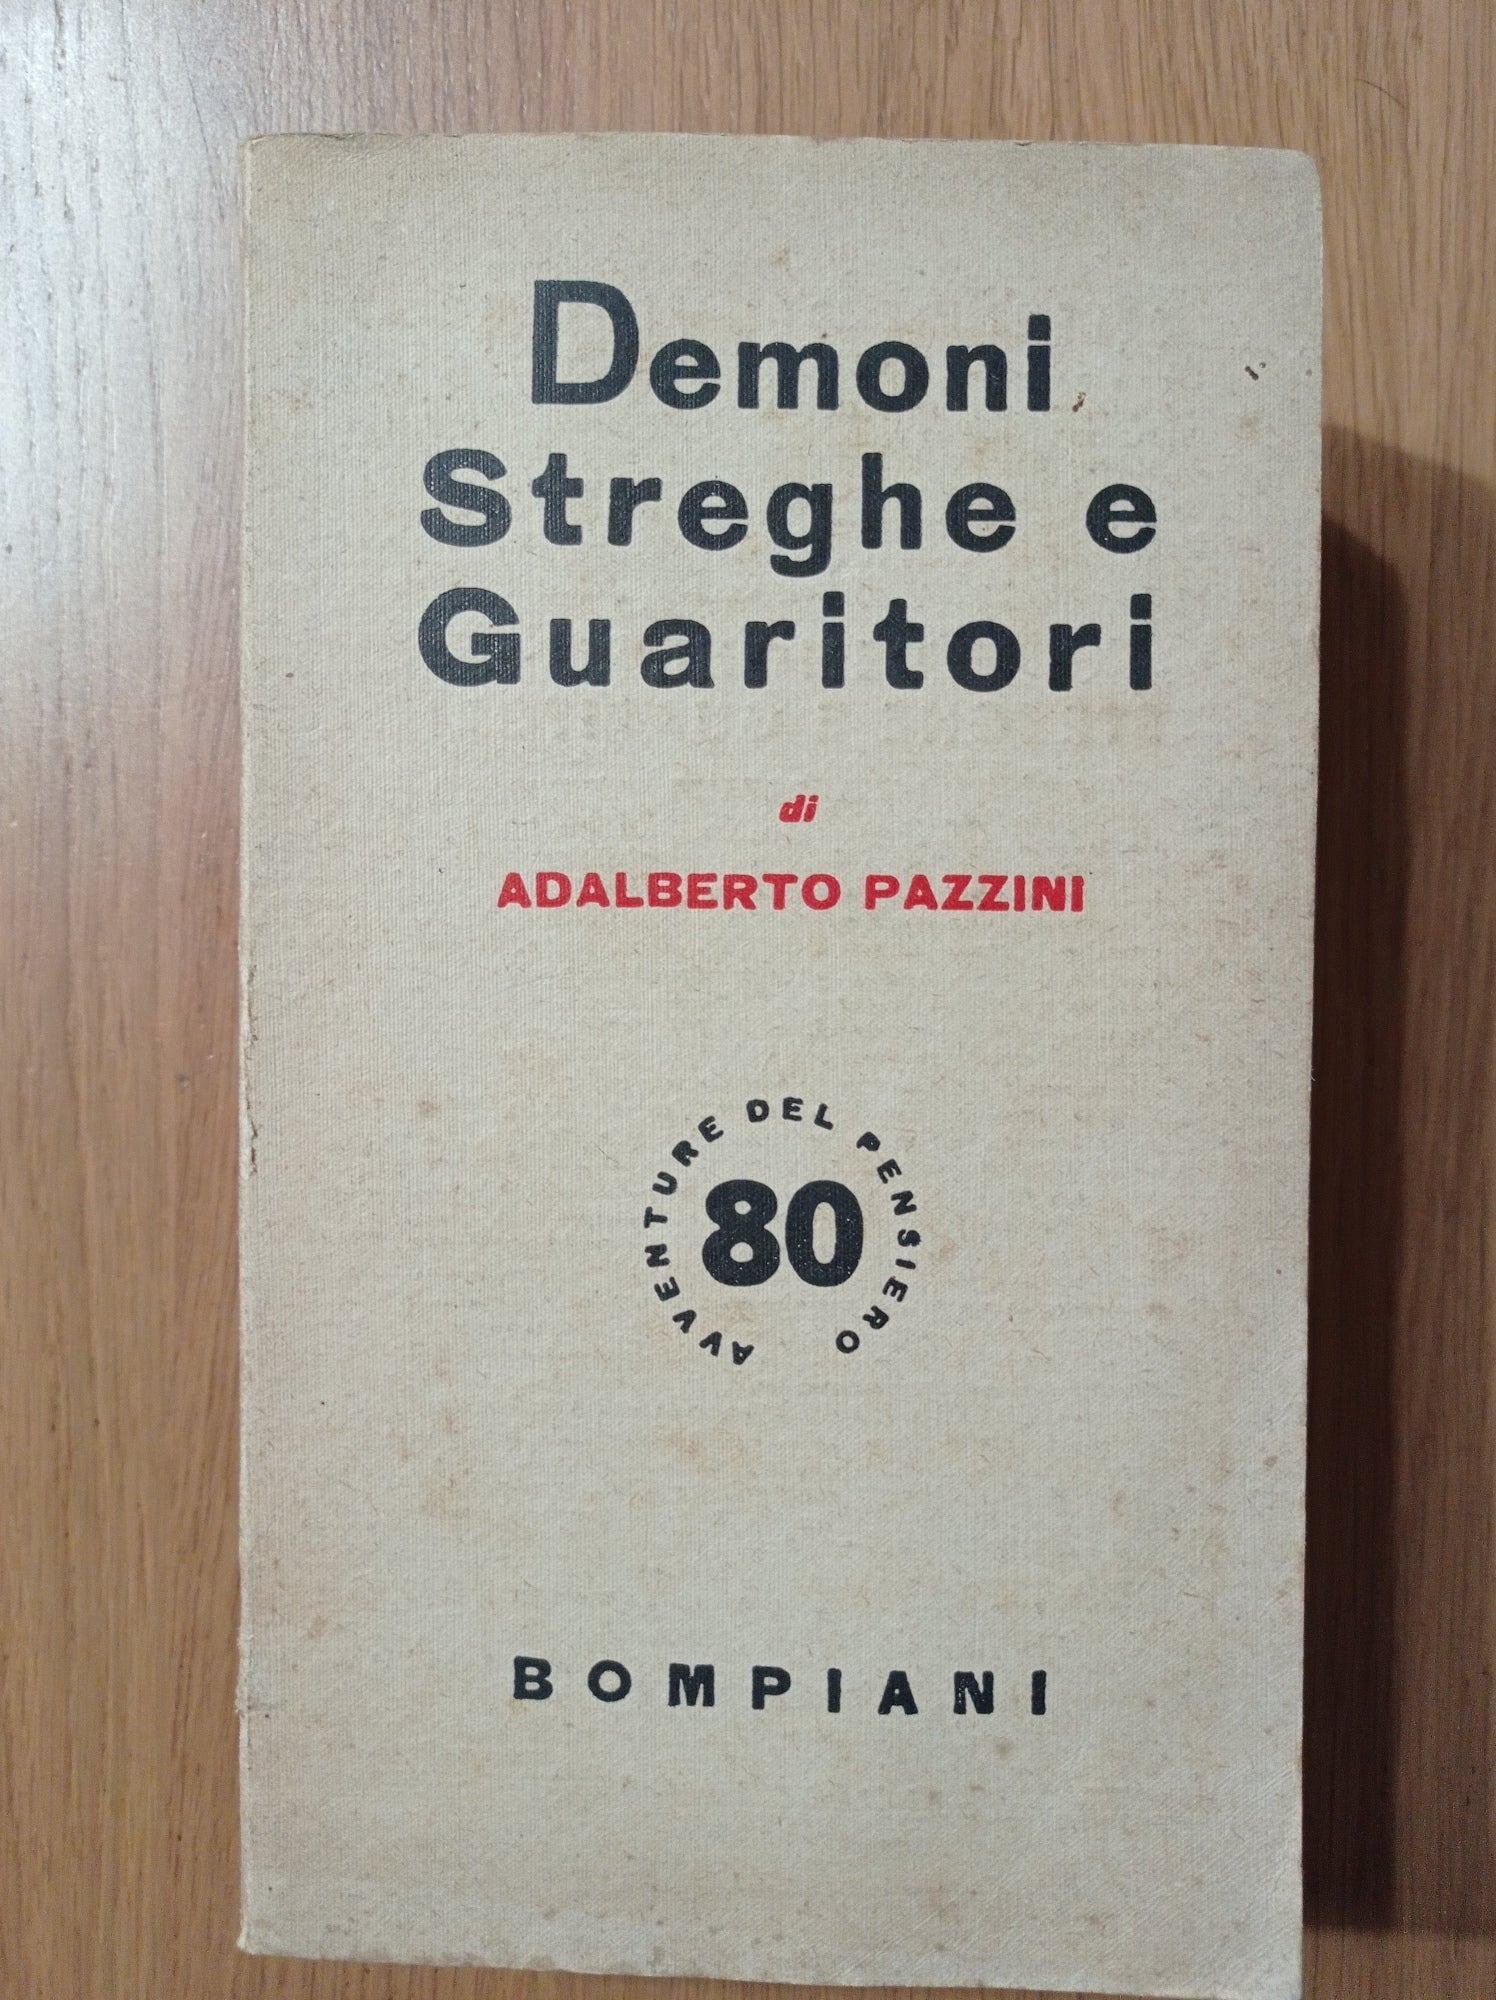 Demoni
Streghe e
Guaritori
di
ADALBERTO PAZZINI
AVVENTURE DEL PENSIERO
80
BOMPIANI